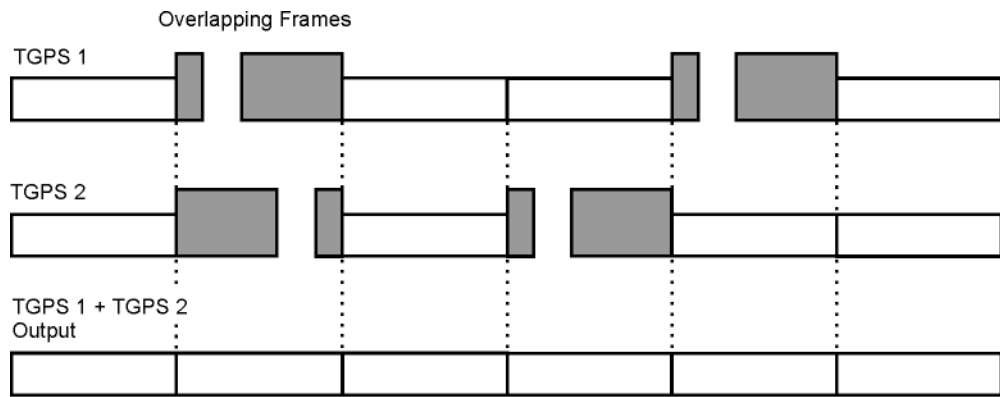 Overlapping Frames
TGPS 1
TGPS 2
TGPS 1 + TGPS 2
Output